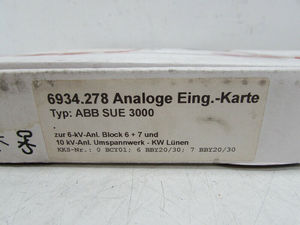 6934.278 Analoge Eing.-Karte
Typ: ABB SUE 3000
zur 6-kV-Anl. Block 6 + 7 und
10 kV-Anl. Umspannwerk - KW Lünen
KKS-Nr.: 0 BCT01; 6 BBY20/30; 7 BBY20/30